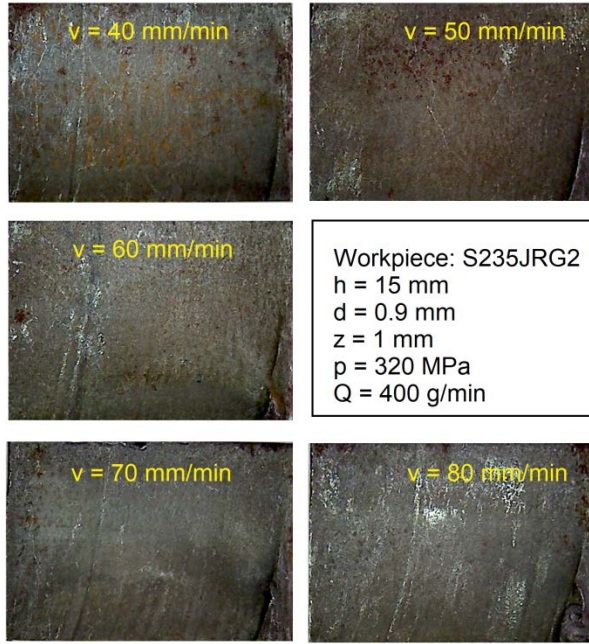 v = 40 mm/min
v = 50 mm/min
v = 60 mm/min
Workpiece: S235JRG2
h = 15 mm
d = 0.9 mm
z = 1 mm
p = 320 MPa
Q = 400 g/min
v = 70 mm/min
v = 80 mm/min